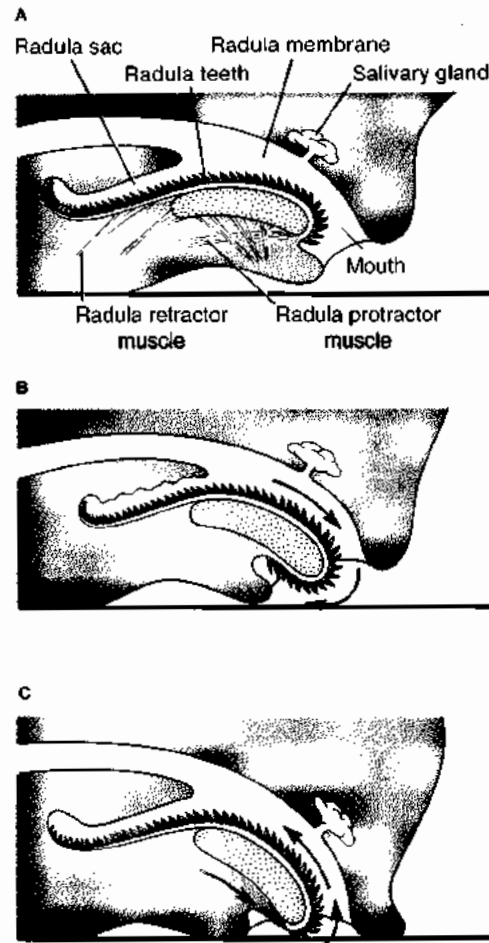 A
Radula sac
Radula membrane
Radula teeth
Salivary gland
Mouth
Radula retractor
muscle
Radula protractor
muscle
B
C